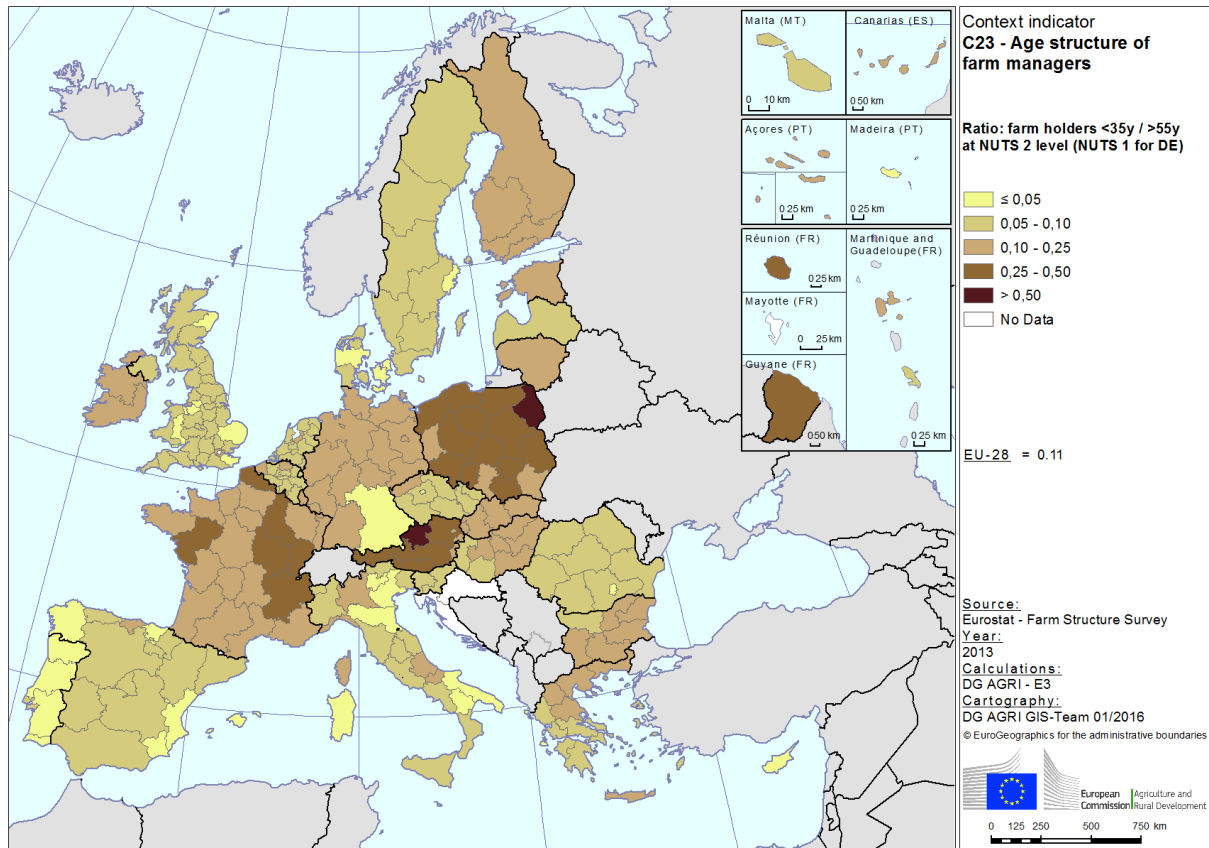 Malta (MT)
0 10 km
Canarias (ES)
0 50 km
Açores (PT)
0 25 km
Madeira (PT)
0 25 km
Réunion (FR)
0 25 km
Martinique and
Guadeloupe(FR)
0 25 km
Mayotte (FR)
0 25 km
Guyane (FR)
0 50 km
Context indicator
C23 - Age structure of
farm managers
Ratio: farm holders <35y / >55y
at NUTS 2 level (NUTS 1 for DE)
≤ 0,05
0,05 - 0,10
0,10 - 0,25
0,25 - 0,50
> 0,50
No Data
EU-28 = 0.11
Source:
Eurostat - Farm Structure Survey
Year:
2013
Calculations:
DG AGRI - E3
Cartography:
DG AGRI GIS-Team 01/2016
© EuroGeographics for the administrative boundaries
European
Commission
Agriculture and
Rural Development
0 125 250 500 750 km